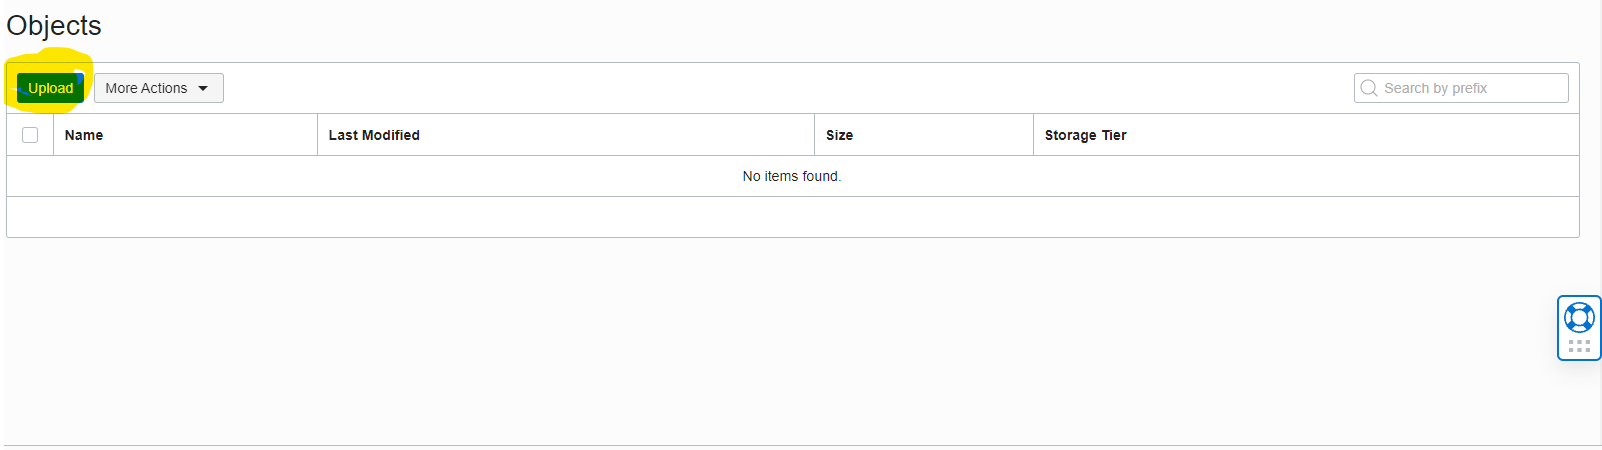 Objects
Upload More Actions Search by prefix
Name Last Modified Size Storage Tier
No items found.